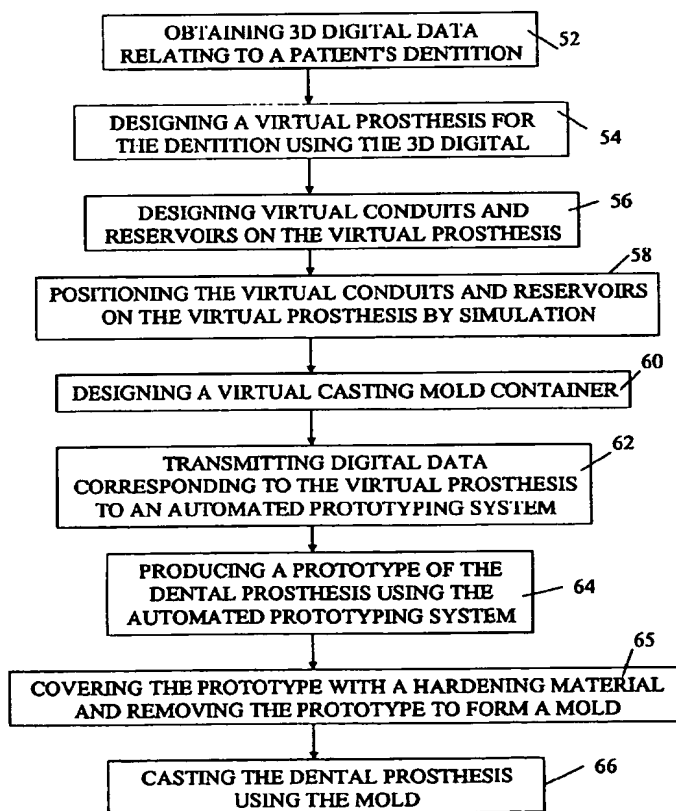 OBTAINING 3D DIGITAL DATA
RELATING TO A PATIENT'S DENTITION
52
DESIGNING A VIRTUAL PROSTHESIS FOR
THE DENTITION USING THE 3D DIGITAL
54
DESIGNING VIRTUAL CONDUITS AND
RESERVOIRS ON THE VIRTUAL PROSTHESIS
56
58
POSITIONING THE VIRTUAL CONDUITS AND RESERVOIRS
ON THE VIRTUAL PROSTHESIS BY SIMULATION
60
DESIGNING A VIRTUAL CASTING MOLD CONTAINER
TRANSMITTING DIGITAL DATA
CORRESPONDING TO THE VIRTUAL PROSTHESIS
TO AN AUTOMATED PROTOTYPING SYSTEM
62
PRODUCING A PROTOTYPE OF THE
DENTAL PROSTHESIS USING THE
AUTOMATED PROTOTYPING SYSTEM
64
65
COVERING THE PROTOTYPE WITH A HARDENING MATERIAL
AND REMOVING THE PROTOTYPE TO FORM A MOLD
CASTING THE DENTAL PROSTHESIS
USING THE MOLD
66